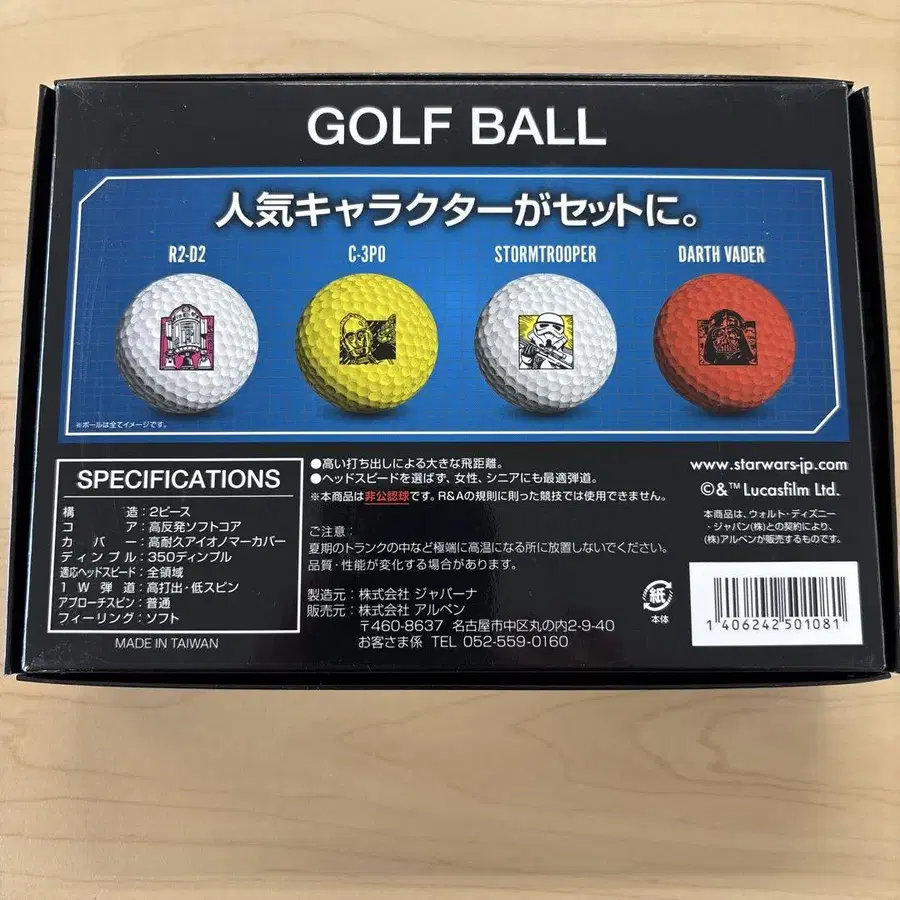 GOLF BALL
人気キャラクターがセットに。
R2-D2
C-3PO
STORMTROOPER
DARTH VADER
※ボールは全てイメージです。
SPECIFICATIONS
構造:2ピース
コア:高反発ソフトコア
カバー:高耐久アイオノマーカバー
ディンプル:350ディンプル
適応ヘッドスピード:全領域
1W弾道:高打出・低スピン
アプローチスピン:普通
フィーリング:ソフト
MADE IN TAIWAN
●高い打ち出しによる大きな飛距離。
●ヘッドスピードを選ばず、女性、シニアにも最適弾道。
※本商品は非公認球です。R&Aの規則に則った競技では使用できません。
ご注意:
夏期のトランクの中など極端に高温になる所に放置しないでください。
品質・性能が変化する場合があります。
製造元:株式会社 ジャパーナ
販売元:株式会社 アルペン
〒460-8637 名古屋市中区丸の内2-9-40
お客さま係 TEL 052-559-0160
www.starwars-jp.com
©&™ Lucasfilm Ltd.
本商品は、ウォルト・ディズニー
・ジャパン(株)との契約により、
(株)アルペンが販売するものです。
紙
本体
1 406242 501081